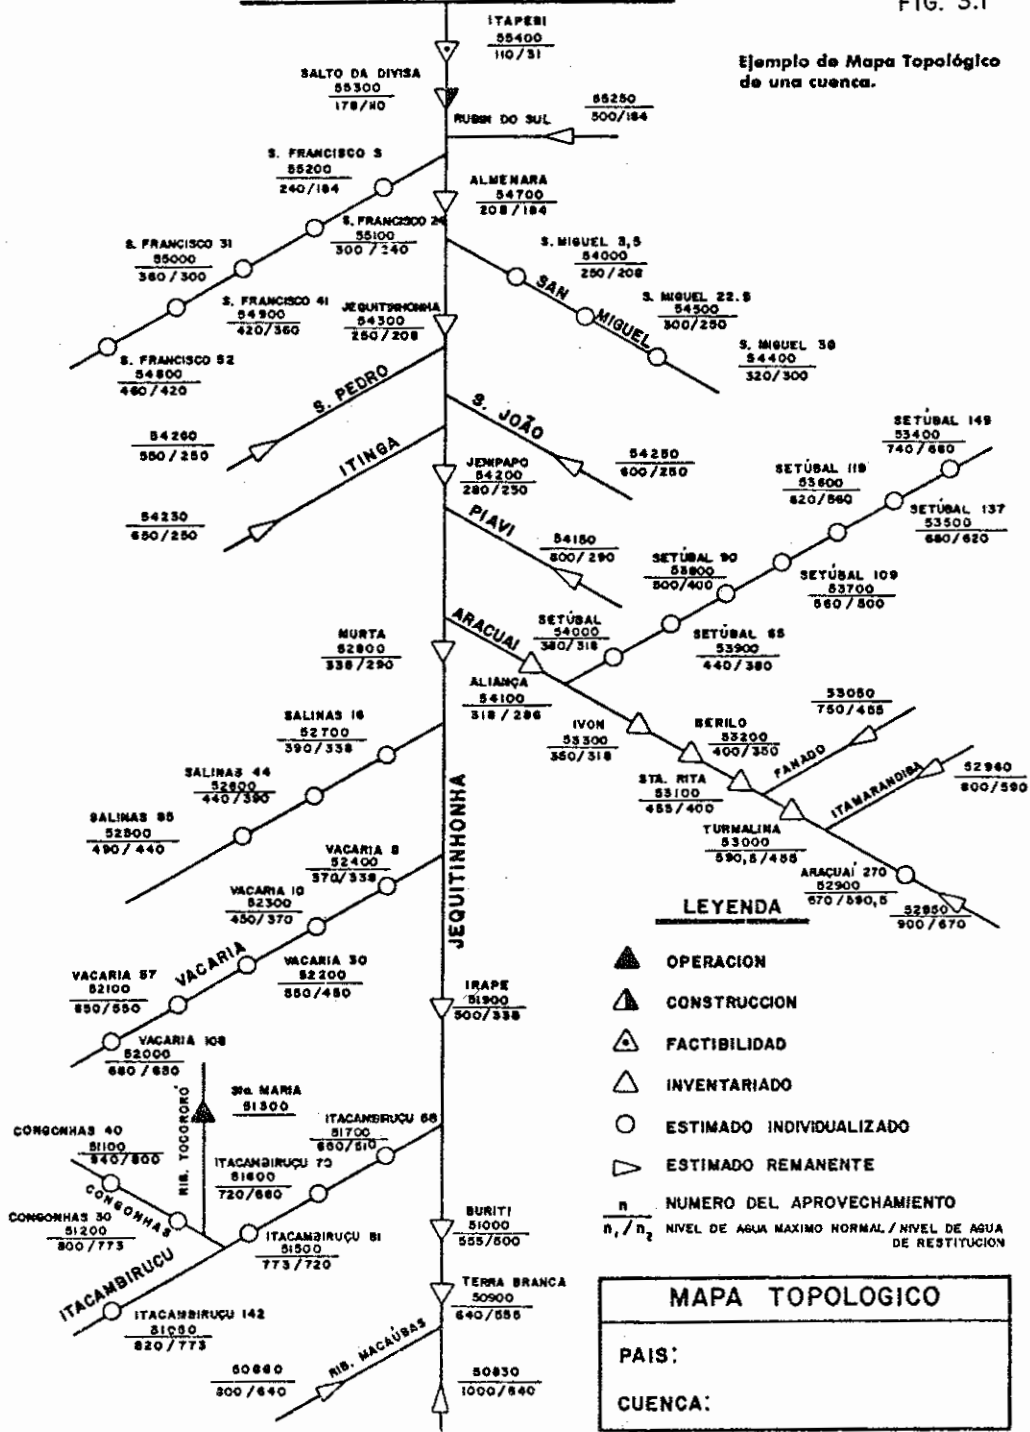 FIG. 3.1
Ejemplo de Mapa Topológico
de una cuenca.
ITAPEBI
55400
110/31
SALTO DA DIVISA
55300
178/110
RUBIN DO SUL
55250
500/184
S. FRANCISCO 5
55200
240/184
ALMENARA
54700
208/184
S. FRANCISCO 24
55100
300/240
S. FRANCISCO 31
55000
360/300
S. FRANCISCO 41
54900
420/360
S. FRANCISCO 52
54800
460/420
S. MIGUEL 3,5
54000
250/208
SAN MIGUEL
S. MIGUEL 22.5
54500
300/250
S. MIGUEL 38
54400
320/300
JEQUITINHONHA
54300
250/208
S. PEDRO
54260
550/250
S. JOÃO
54250
600/250
ITINGA
54230
650/250
JENIPAPO
54200
280/250
PIAVI
54150
800/290
SETÚBAL 149
53400
740/680
SETÚBAL 119
53600
620/560
SETÚBAL 137
53500
680/620
SETÚBAL 90
53800
500/400
SETÚBAL 109
53700
560/500
SETÚBAL
54000
380/318
SETÚBAL 65
53900
440/380
ARACUAI
MURTA
52800
338/290
ALIANÇA
54100
318/286
IVON
53300
350/318
BERILO
53200
400/350
53050
750/455
FANADO
STA. RITA
53100
455/400
ITAMARANDIBA
52960
800/590
TURMALINA
53000
590,5/455
ARAÇUAÍ 270
52900
670/590,5
52850
900/670
SALINAS 16
52700
390/338
SALINAS 44
52600
440/390
SALINAS 85
52500
490/440
JEQUITINHONHA
VACARIA 8
52400
370/338
VACARIA 10
52300
450/370
VACARIA
VACARIA 30
52200
550/450
VACARIA 57
52100
650/550
VACARIA 108
52000
680/650
IRAPE
51900
500/338
RIB. TOCORORÓ
Sta. MARIA
51300
ITACAMBIRUÇU 68
51700
660/510
CONGONHAS 40
51100
840/800
CONGONHAS
ITACAMBIRUÇU 70
51600
720/660
CONGONHAS 30
51200
800/773
ITACAMBIRUÇU 81
51500
773/720
ITACAMBIRUÇU
ITACAMBIRUÇU 142
51050
820/773
BURITI
51000
555/500
TERRA BRANCA
50900
640/555
RIB. MACAÚBAS
50860
800/640
50830
1000/640
LEYENDA
OPERACION
CONSTRUCCION
FACTIBILIDAD
INVENTARIADO
ESTIMADO INDIVIDUALIZADO
ESTIMADO REMANENTE
n NUMERO DEL APROVECHAMIENTO
n₁/n₂ NIVEL DE AGUA MAXIMO NORMAL / NIVEL DE AGUA
DE RESTITUCION
MAPA TOPOLOGICO
PAIS:
CUENCA: